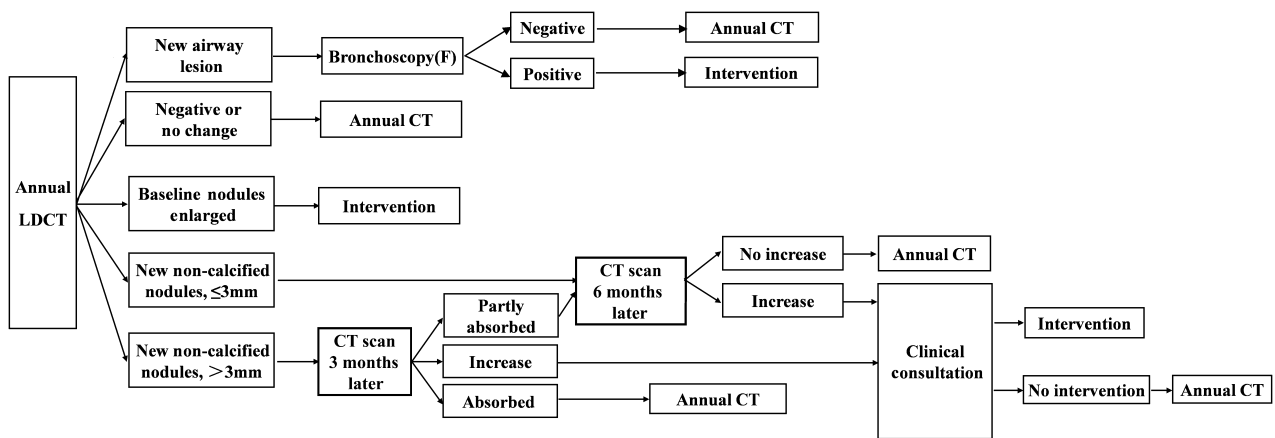 Annual
LDCT
New airway
lesion
Bronchoscopy(F)
Negative
Annual CT
Positive
Intervention
Negative or
no change
Annual CT
Baseline nodules
enlarged
Intervention
New non-calcified
nodules, ≤3mm
CT scan
6 months
later
No increase
Annual CT
Increase
New non-calcified
nodules, >3mm
CT scan
3 months
later
Partly
absorbed
Increase
Absorbed
Annual CT
Clinical
consultation
Intervention
No intervention
Annual CT